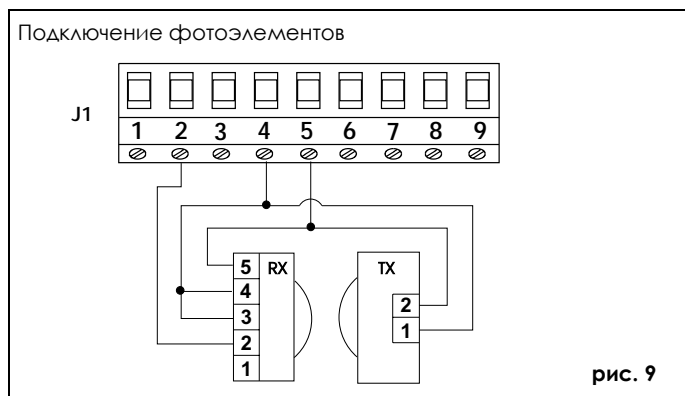 Подключение фотоэлементов
J1
1 2 3 4 5 6 7 8 9
5 RX
4
3
2
1
TX
2
1
рис. 9